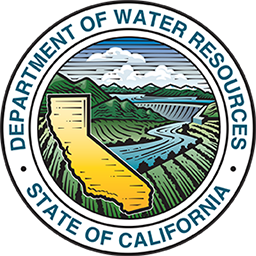 DEPARTMENT OF WATER RESOURCES
STATE OF CALIFORNIA